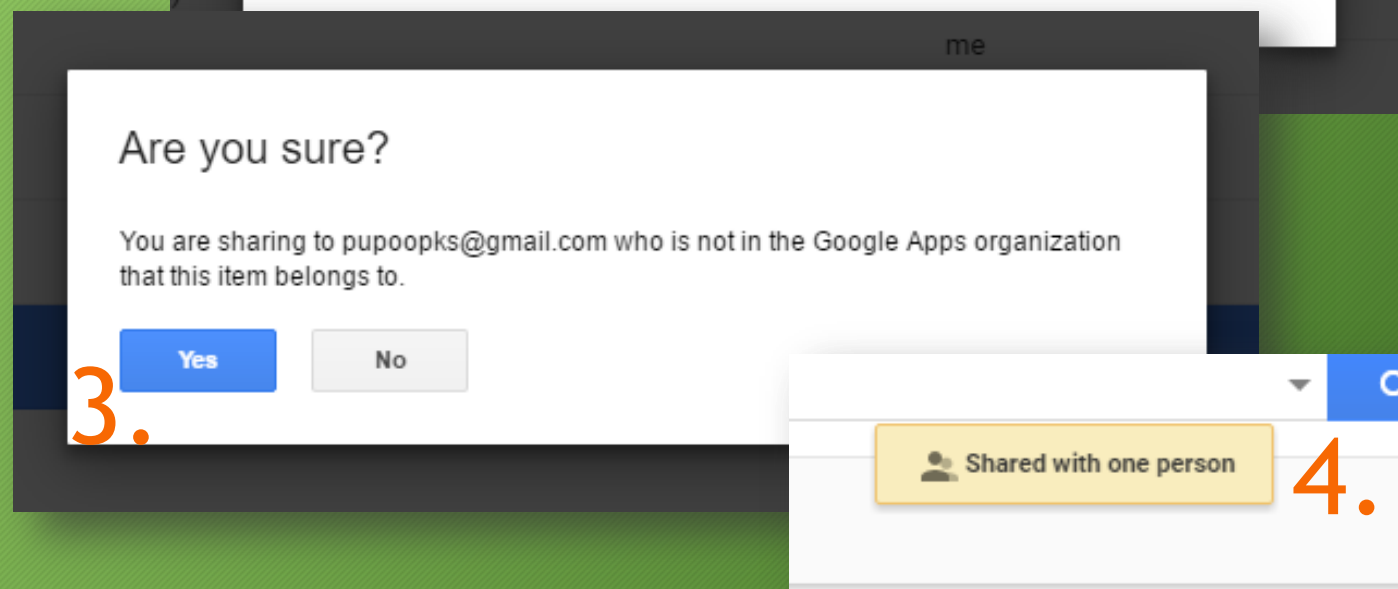 me
Are you sure?
You are sharing to pupoopks@gmail.com who is not in the Google Apps organization
that this item belongs to.
Yes No
3.
Shared with one person
4.